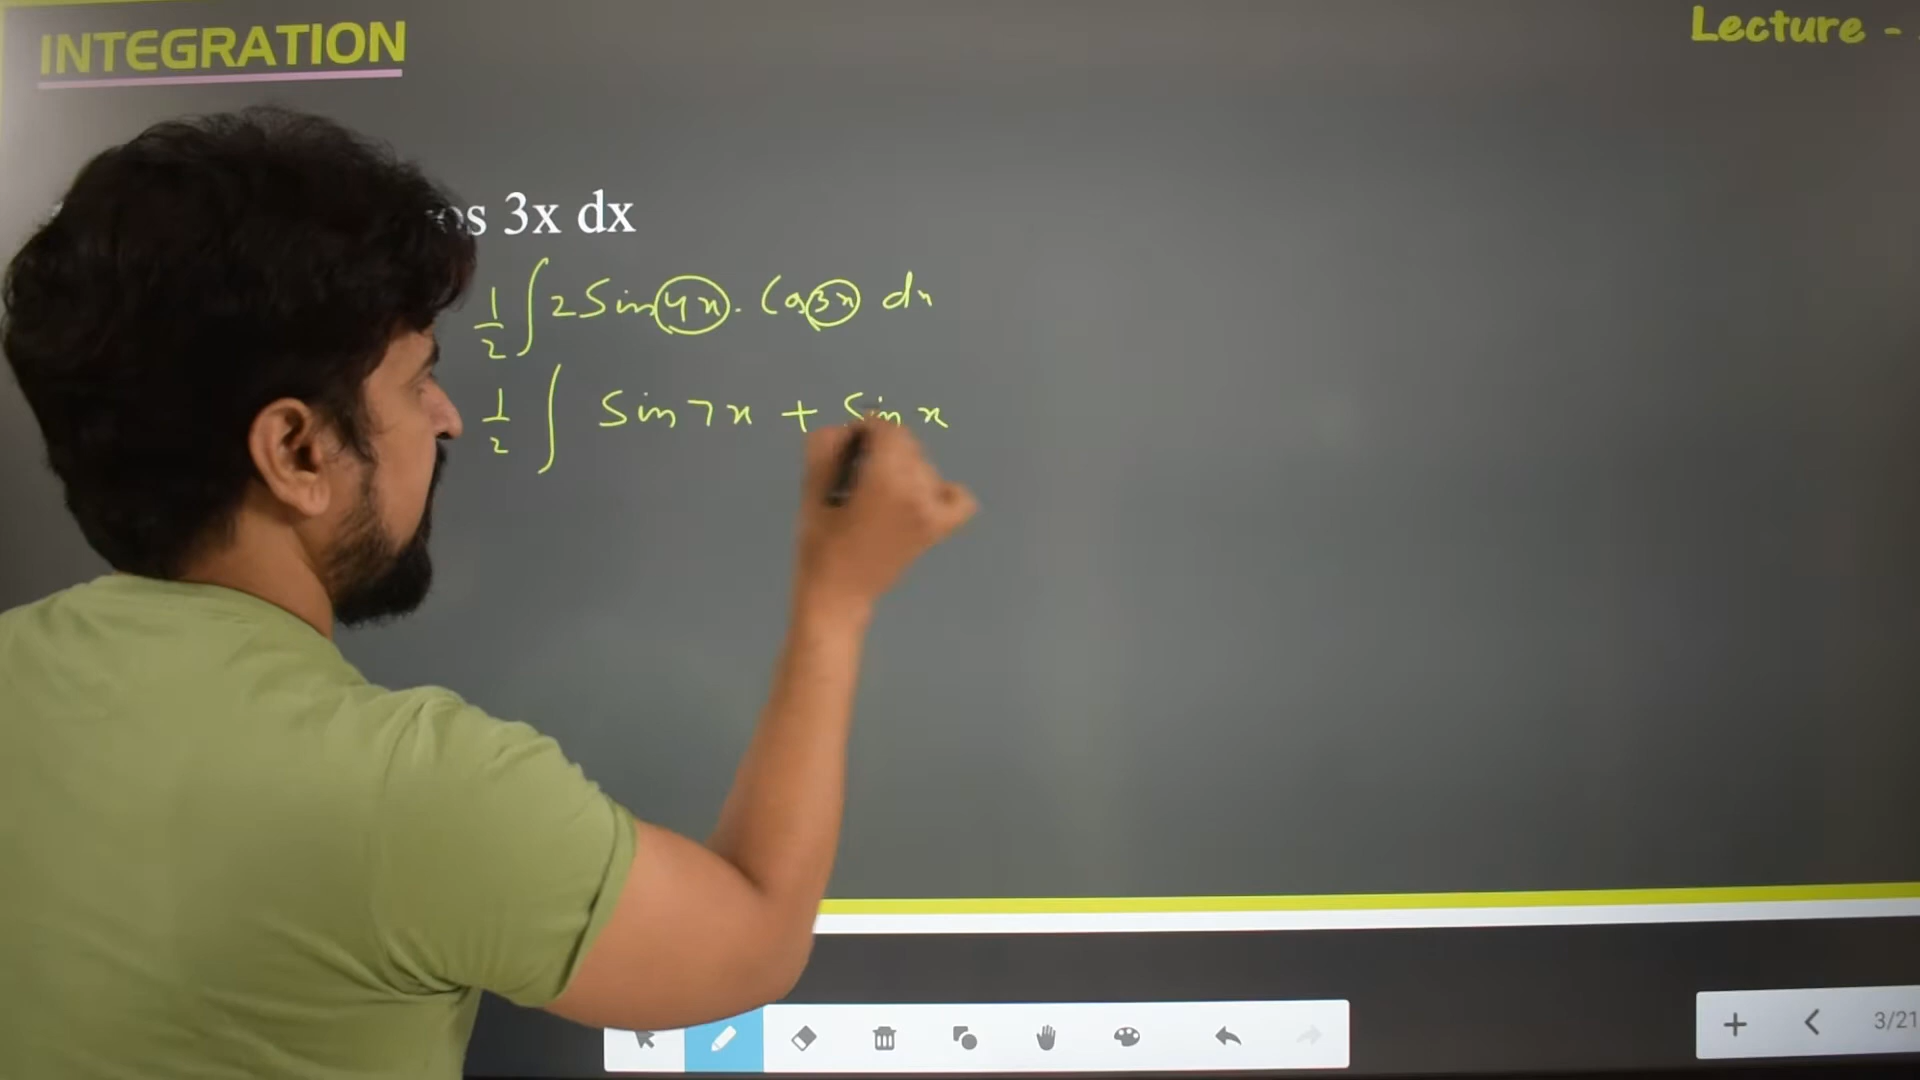 INTEGRATION
Lecture -
3x dx
1/2 ∫ 2 Sin 4x . Cos 3x dx
1/2 ∫ Sin 7x + Sin x
3/21